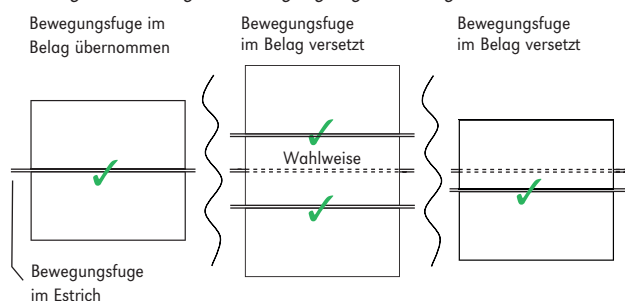 Bewegungsfuge im
Belag übernommen
Bewegungsfuge
im Belag versetzt
Bewegungsfuge
im Belag versetzt
Wahlweise
Bewegungsfuge
im Estrich